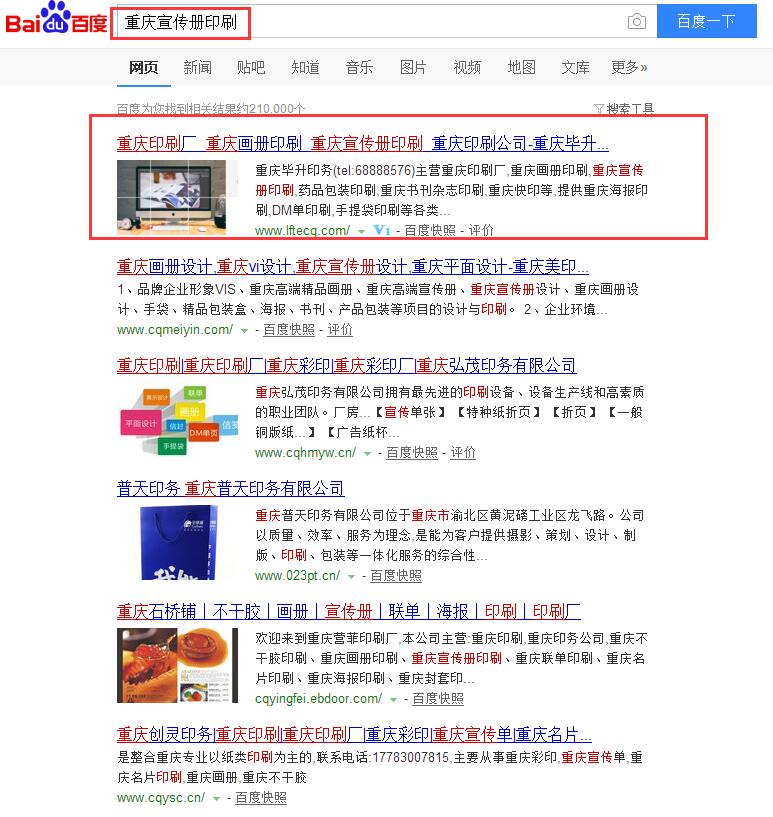 Bai du 百度 重庆宣传册印刷 百度一下
网页 新闻 贴吧 知道 音乐 图片 视频 地图 文库 更多»
百度为您找到相关结果约210,000个 搜索工具
重庆印刷厂_重庆画册印刷_重庆宣传册印刷_重庆印刷公司-重庆毕升...
重庆毕升印务(tel:68888576)主营重庆印刷厂,重庆画册印刷,重庆宣传
册印刷,药品包装印刷,重庆书刊杂志印刷,重庆快印等,提供重庆海报印
刷,DM单印刷,手提袋印刷等各类...
www.lftecq.com/ V1 - 百度快照 - 评价
重庆画册设计,重庆vi设计,重庆宣传册设计,重庆平面设计-重庆美印...
1、品牌企业形象VIS、重庆高端精品画册、重庆高端宣传册、重庆宣传册设计、重庆画册设
计、手袋、精品包装盒、海报、书刊、产品包装等项目的设计与印刷。 2、企业环境...
www.cqmeiyin.com/ - 百度快照 - 评价
重庆印刷|重庆印刷厂|重庆彩印|重庆彩印厂|重庆弘茂印务有限公司
展示设计
联单
画册
平面设计
信封
信笺
DM单页
手提袋
重庆弘茂印务有限公司拥有最先进的印刷设备、设备生产线和高素质
的职业团队。厂房...【宣传单张】【特种纸折页】【折页】【一般
铜版纸...】【广告纸杯...
www.cqhmyw.cn/ - 百度快照 - 评价
普天印务 重庆普天印务有限公司
重庆普天印务有限公司位于重庆市渝北区黄泥磅工业区龙飞路。公司
以质量、效率、服务为理念,是能为客户提供摄影、策划、设计、制
版、印刷、包装等一体化服务的综合性...
www.023pt.cn/ - 百度快照
重庆石桥铺｜不干胶｜画册｜宣传册｜联单｜海报｜印刷｜印刷厂
欢迎来到重庆营菲印刷厂,本公司主营:重庆印刷,重庆印务公司,重庆不
干胶印刷、重庆画册印刷、重庆宣传册印刷、重庆联单印刷、重庆名
片印刷、重庆海报印刷、重庆封套印...
cqyingfei.ebdoor.com/ - 百度快照
重庆创灵印务|重庆印刷|重庆印刷厂|重庆彩印|重庆宣传单|重庆名片...
是整合重庆专业以纸类印刷为主的,联系电话:17783007815,主要从事重庆彩印,重庆宣传单,重
庆名片印刷,重庆画册,重庆不干胶
www.cqysc.cn/ - 百度快照